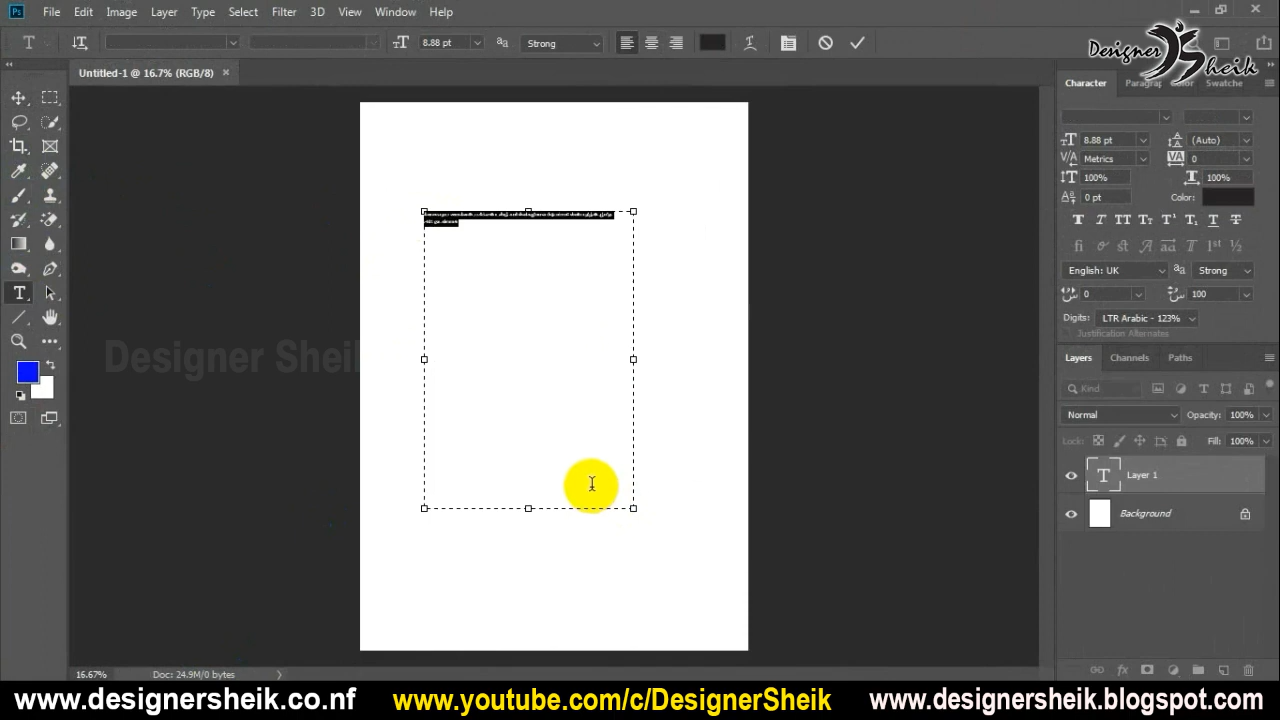 File Edit Image Layer Type Select Filter 3D View Window Help
8.88 pt Strong
Designer Sheik
Untitled-1 @ 16.7% (RGB/8)
Character Paragr Color Swatche
8.88 pt (Auto)
Metrics 0
100% 100%
0 pt Color:
English: UK Strong
0 100
Digits: LTR Arabic - 123%
Justification Alternates
Designer Sheik
Layers Channels Paths
Kind
Normal Opacity: 100%
Lock: Fill: 100%
Layer 1
Background
16.67% Doc: 24.9M/0 bytes
www.designersheik.co.nf www.youtube.com/c/DesignerSheik www.designersheik.blogspot.com